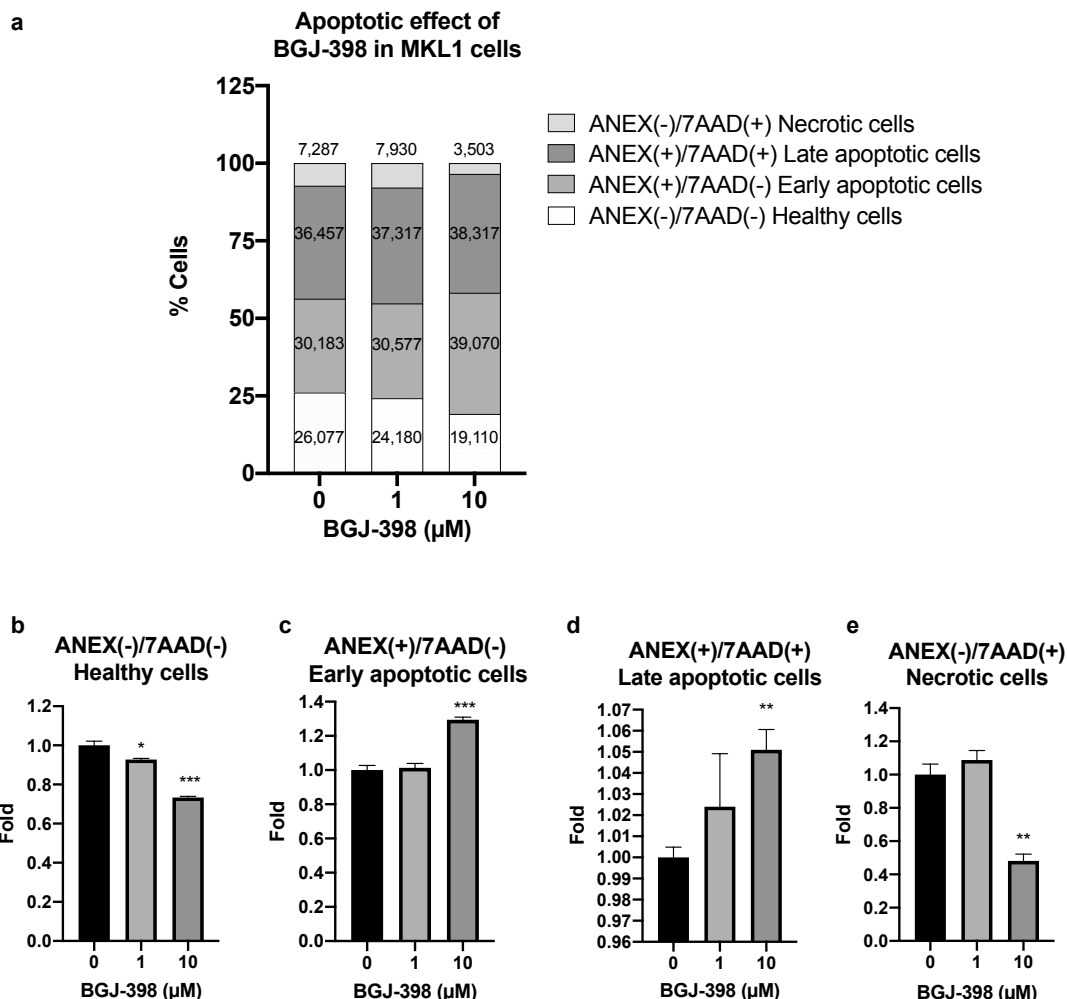 a
Apoptotic effect of
BGJ-398 in MKL1 cells
125
100
75
50
25
0
% Cells
7,287
7,930
3,503
36,457
37,317
38,317
30,183
30,577
39,070
26,077
24,180
19,110
0
1
10
BGJ-398 (µM)
ANEX(-)/7AAD(+) Necrotic cells
ANEX(+)/7AAD(+) Late apoptotic cells
ANEX(+)/7AAD(-) Early apoptotic cells
ANEX(-)/7AAD(-) Healthy cells
b
ANEX(-)/7AAD(-)
Healthy cells
1.2
1.0
0.8
0.6
0.4
0.2
0.0
Fold
*
***
0
1
10
BGJ-398 (µM)
c
ANEX(+)/7AAD(-)
Early apoptotic cells
1.4
1.2
1.0
0.8
0.6
0.4
0.2
0.0
Fold
***
0
1
10
BGJ-398 (µM)
d
ANEX(+)/7AAD(+)
Late apoptotic cells
1.07
1.06
1.05
1.04
1.03
1.02
1.01
1.00
0.99
0.98
0.97
0.96
Fold
**
0
1
10
BGJ-398 (µM)
e
ANEX(-)/7AAD(+)
Necrotic cells
1.4
1.2
1.0
0.8
0.6
0.4
0.2
0.0
Fold
**
0
1
10
BGJ-398 (µM)